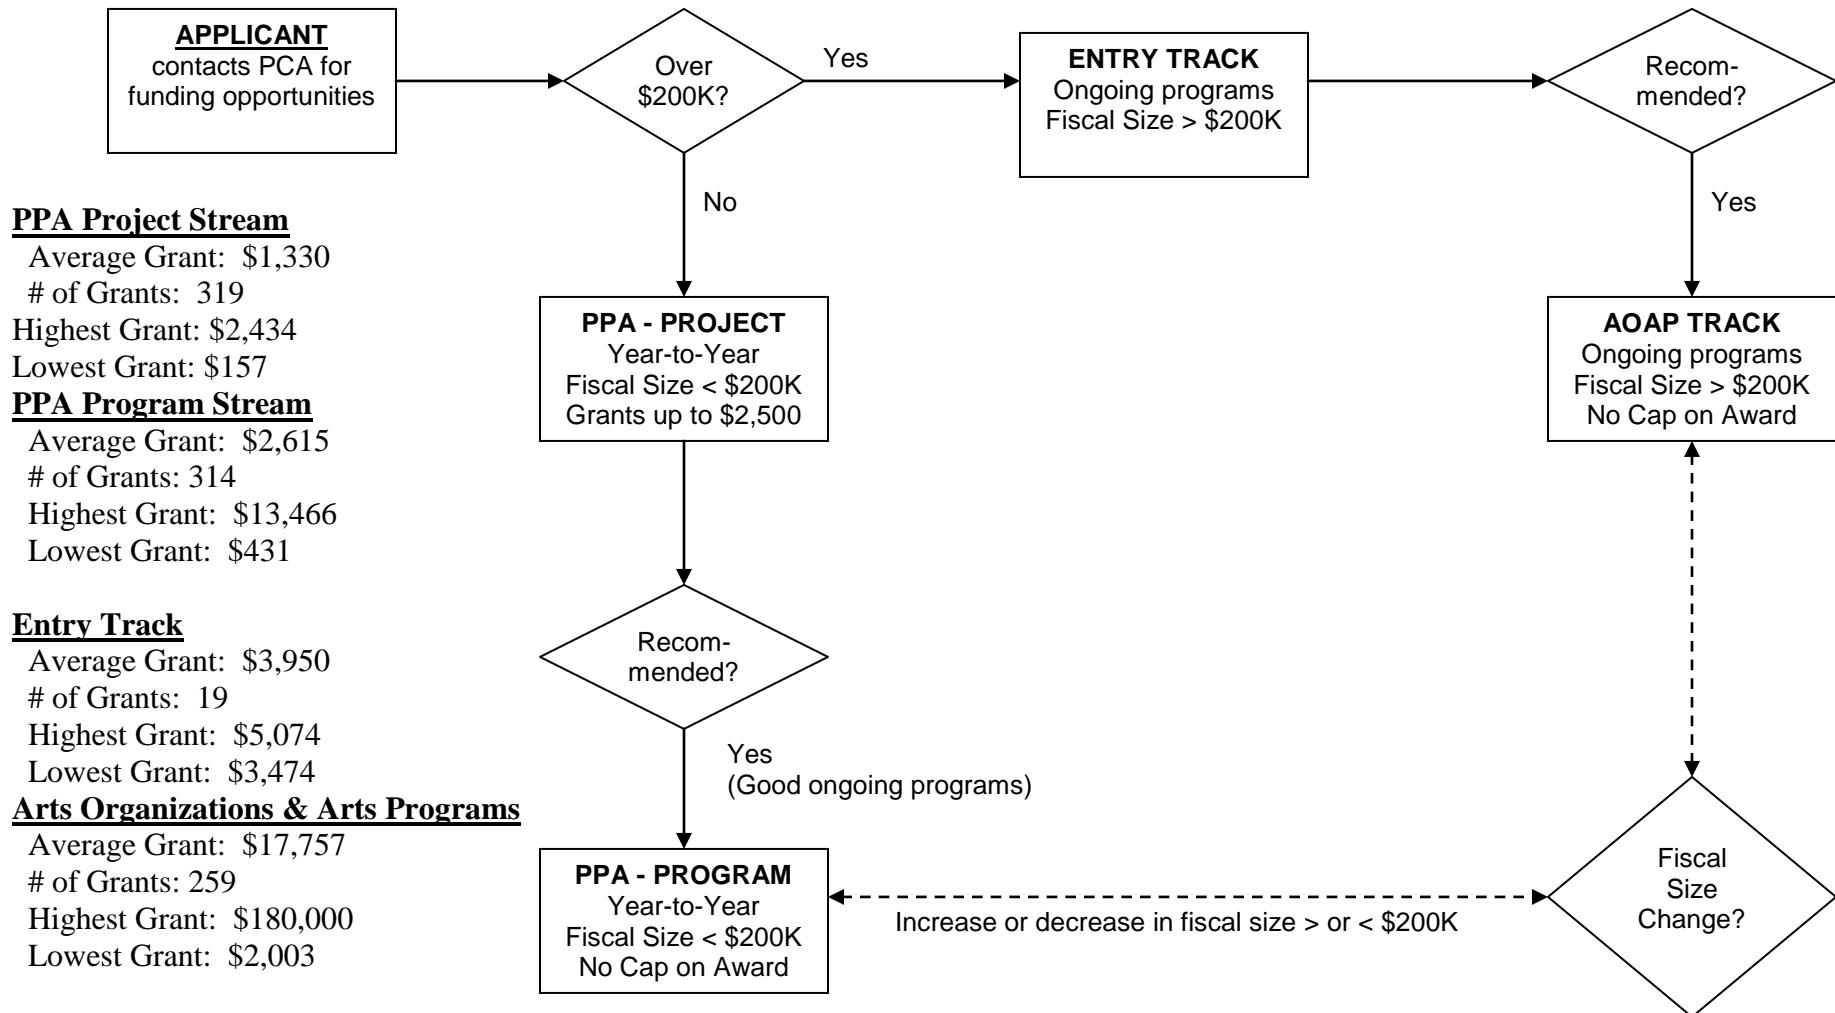 APPLICANT
contacts PCA for
funding opportunities
Over
$200K?
Yes
ENTRY TRACK
Ongoing programs
Fiscal Size > $200K
Recom-
mended?
No
Yes
PPA Project Stream
Average Grant: $1,330
# of Grants: 319
Highest Grant: $2,434
Lowest Grant: $157
PPA Program Stream
Average Grant: $2,615
# of Grants: 314
Highest Grant: $13,466
Lowest Grant: $431
Entry Track
Average Grant: $3,950
# of Grants: 19
Highest Grant: $5,074
Lowest Grant: $3,474
Arts Organizations & Arts Programs
Average Grant: $17,757
# of Grants: 259
Highest Grant: $180,000
Lowest Grant: $2,003
PPA - PROJECT
Year-to-Year
Fiscal Size < $200K
Grants up to $2,500
AOAP TRACK
Ongoing programs
Fiscal Size > $200K
No Cap on Award
Recom-
mended?
Yes
(Good ongoing programs)
PPA - PROGRAM
Year-to-Year
Fiscal Size < $200K
No Cap on Award
Increase or decrease in fiscal size > or < $200K
Fiscal
Size
Change?